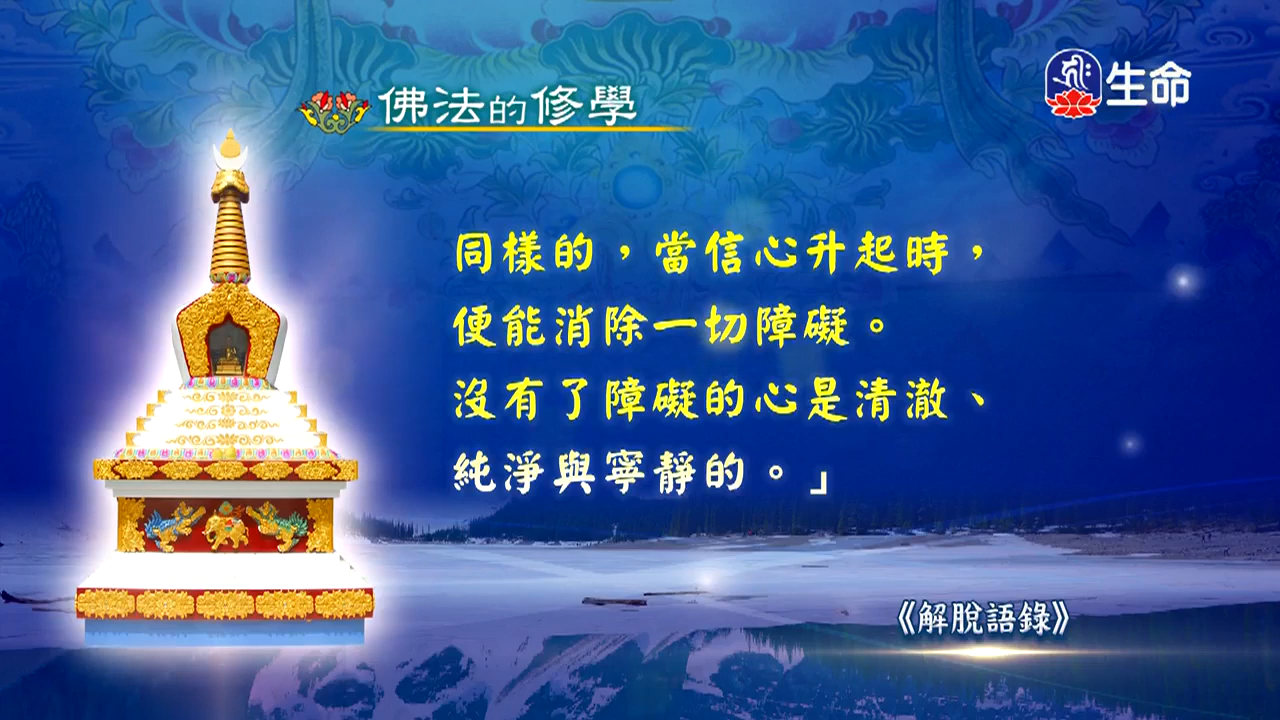 生命
佛法的修學
同樣的，當信心升起時，
便能消除一切障礙。
沒有了障礙的心是清澈、
純淨與寧靜的。」
《解脫語錄》